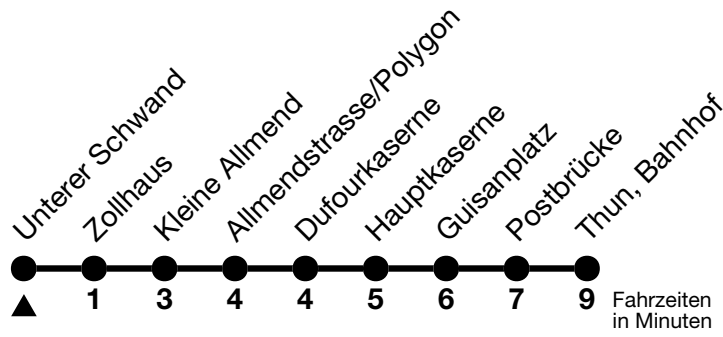 Unterer Schwand
Zollhaus
Kleine Allmend
Allmendstrasse/Polygon
Dufourkaserne
Hauptkaserne
Guisanplatz
Postbrücke
Thun, Bahnhof
1 3 4 4 5 6 7 9
Fahrzeiten
in Minuten